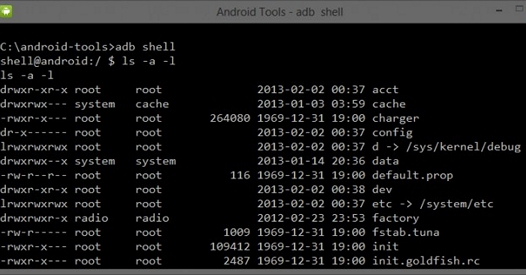 Android Tools - adb shell
C:\android-tools>adb shell
shell@android:/ $ ls -a -l
ls -a -l
drwxr-xr-x root     root              2013-02-02 00:37 acct
drwxrwx--- system   cache             2013-01-03 03:59 cache
-rwxr-x--- root     root       264080 1969-12-31 19:00 charger
dr-x------ root     root              2013-02-02 00:37 config
lrwxrwxrwx root     root              2013-02-02 00:37 d -> /sys/kernel/debug
drwxrwx--x system   system            2013-01-14 20:36 data
-rw-r--r-- root     root          116 1969-12-31 19:00 default.prop
drwxr-xr-x root     root              2013-02-02 00:38 dev
lrwxrwxrwx root     root              2013-02-02 00:37 etc -> /system/etc
drwxrwxr-x radio    radio             2012-02-23 23:53 factory
-rw-r----- root     root         1009 1969-12-31 19:00 fstab.tuna
-rwxr-x--- root     root       109412 1969-12-31 19:00 init
-rwxr-x--- root     root         2487 1969-12-31 19:00 init.goldfish.rc